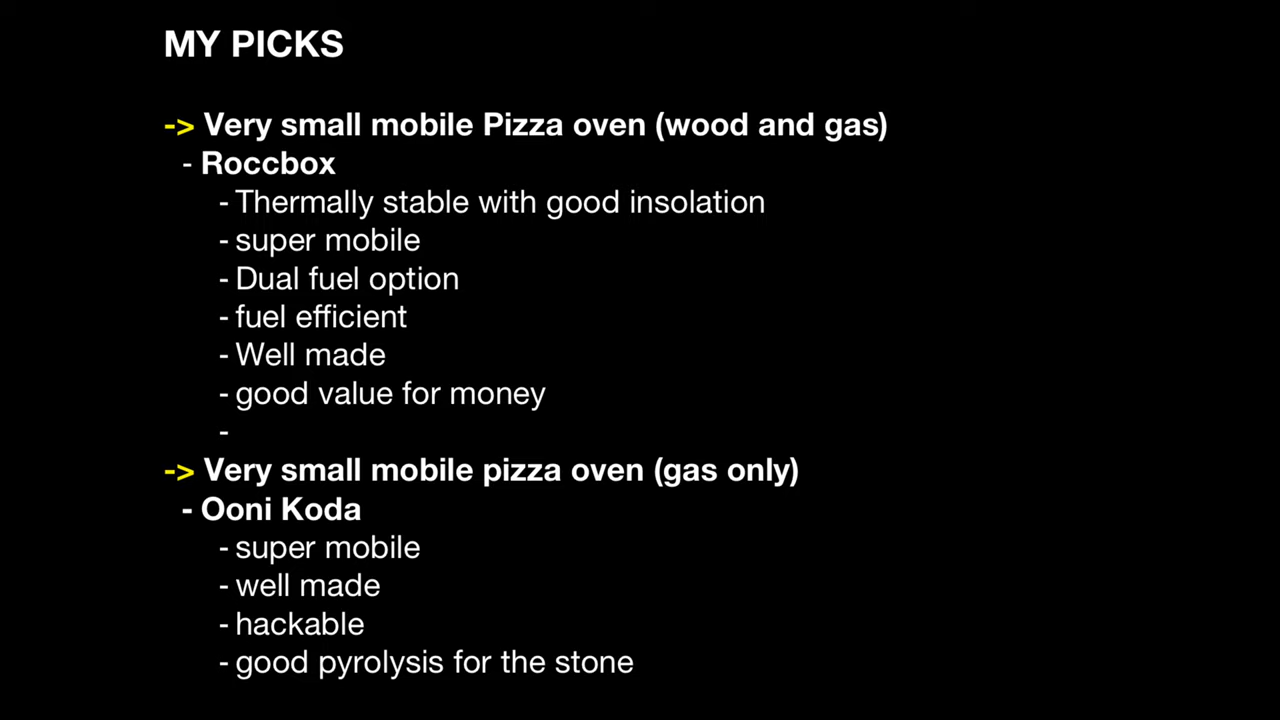 MY PICKS
-> Very small mobile Pizza oven (wood and gas)
- Roccbox
- Thermally stable with good insolation
- super mobile
- Dual fuel option
- fuel efficient
- Well made
- good value for money
-
-> Very small mobile pizza oven (gas only)
- Ooni Koda
- super mobile
- well made
- hackable
- good pyrolysis for the stone